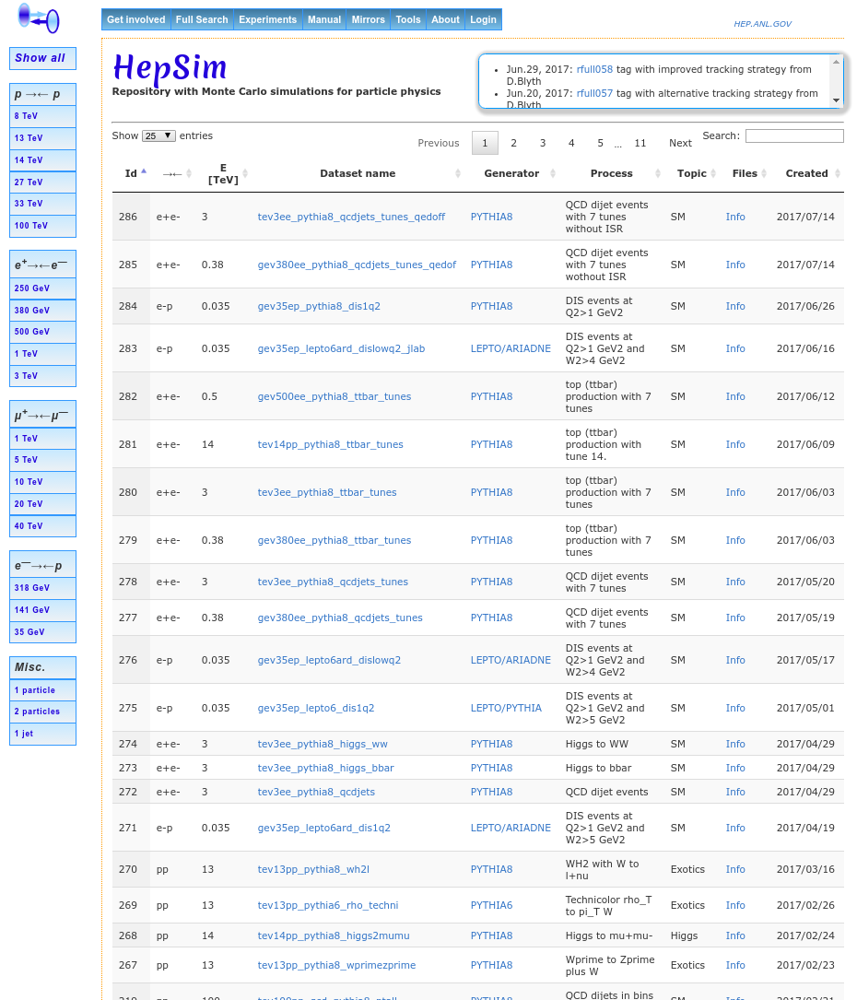 Get involved Full Search Experiments Manual Mirrors Tools About Login
HEP.ANL.GOV
Show all
p →← p
8 TeV
13 TeV
14 TeV
27 TeV
33 TeV
100 TeV
e+→←e—
250 GeV
380 GeV
500 GeV
1 TeV
3 TeV
μ+→←μ—
1 TeV
5 TeV
10 TeV
20 TeV
40 TeV
e—→←p
318 GeV
141 GeV
35 GeV
Misc.
1 particle
2 particles
1 jet
HepSim
Repository with Monte Carlo simulations for particle physics
Jun.29, 2017: rfull058 tag with improved tracking strategy from
D.Blyth
Jun.20, 2017: rfull057 tag with alternative tracking strategy from
D.Blyth
Show 25 entries
Previous 1 2 3 4 5 ... 11 Next
Search:
Id →← E [TeV] Dataset name Generator Process Topic Files Created
286 e+e- 3 tev3ee_pythia8_qcdjets_tunes_qedoff PYTHIA8 QCD dijet events with 7 tunes without ISR SM Info 2017/07/14
285 e+e- 0.38 gev380ee_pythia8_qcdjets_tunes_qedof PYTHIA8 QCD dijet events with 7 tunes wothout ISR SM Info 2017/07/14
284 e-p 0.035 gev35ep_pythia8_dis1q2 PYTHIA8 DIS events at Q2>1 GeV2 SM Info 2017/06/26
283 e-p 0.035 gev35ep_lepto6ard_dislowq2_jlab LEPTO/ARIADNE DIS events at Q2>1 GeV2 and W2>4 GeV2 SM Info 2017/06/16
282 e+e- 0.5 gev500ee_pythia8_ttbar_tunes PYTHIA8 top (ttbar) production with 7 tunes SM Info 2017/06/12
281 e+e- 14 tev14pp_pythia8_ttbar_tunes PYTHIA8 top (ttbar) production with tune 14. SM Info 2017/06/09
280 e+e- 3 tev3ee_pythia8_ttbar_tunes PYTHIA8 top (ttbar) production with 7 tunes SM Info 2017/06/03
279 e+e- 0.38 gev380ee_pythia8_ttbar_tunes PYTHIA8 top (ttbar) production with 7 tunes SM Info 2017/06/03
278 e+e- 3 tev3ee_pythia8_qcdjets_tunes PYTHIA8 QCD dijet events with 7 tunes SM Info 2017/05/20
277 e+e- 0.38 gev380ee_pythia8_qcdjets_tunes PYTHIA8 QCD dijet events with 7 tunes SM Info 2017/05/19
276 e-p 0.035 gev35ep_lepto6ard_dislowq2 LEPTO/ARIADNE DIS events at Q2>1 GeV2 and W2>4 GeV2 SM Info 2017/05/17
275 e-p 0.035 gev35ep_lepto6_dis1q2 LEPTO/PYTHIA DIS events at Q2>1 GeV2 and W2>5 GeV2 SM Info 2017/05/01
274 e+e- 3 tev3ee_pythia8_higgs_ww PYTHIA8 Higgs to WW SM Info 2017/04/29
273 e+e- 3 tev3ee_pythia8_higgs_bbar PYTHIA8 Higgs to bbar SM Info 2017/04/29
272 e+e- 3 tev3ee_pythia8_qcdjets PYTHIA8 QCD dijet events SM Info 2017/04/29
271 e-p 0.035 gev35ep_lepto6ard_dis1q2 LEPTO/ARIADNE DIS events at Q2>1 GeV2 and W2>5 GeV2 SM Info 2017/04/19
270 pp 13 tev13pp_pythia8_wh2l PYTHIA8 WH2 with W to l+nu Exotics Info 2017/03/16
269 pp 13 tev13pp_pythia6_rho_techni PYTHIA6 Technicolor rho_T to pi_T W Exotics Info 2017/02/26
268 pp 14 tev14pp_pythia8_higgs2mumu PYTHIA8 Higgs to mu+mu- Higgs Info 2017/02/24
267 pp 13 tev13pp_pythia8_wprimezprime PYTHIA8 Wprime to Zprime plus W Exotics Info 2017/02/23
QCD dijets in bins